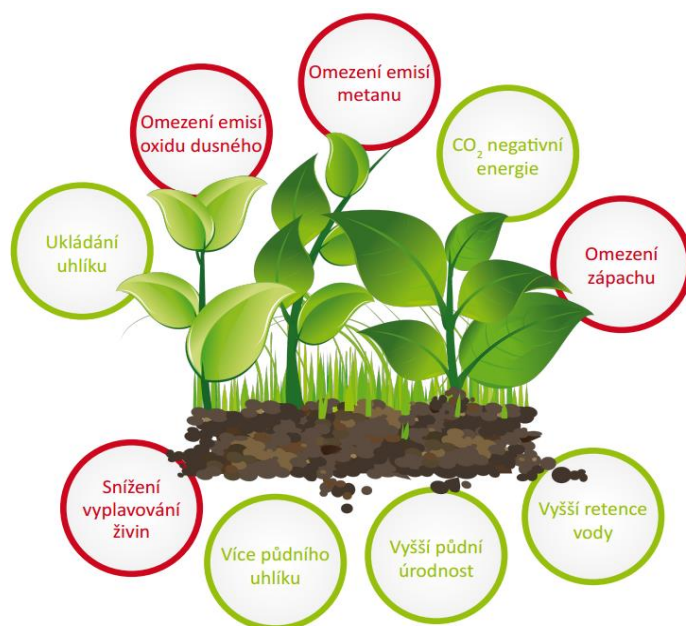 Omezení emisí
metanu
Omezení emisí
oxidu dusného
CO₂ negativní
energie
Ukládání
uhlíku
Omezení
zápachu
Snížení
vyplavování
živin
Více půdního
uhlíku
Vyšší půdní
úrodnost
Vyšší retence
vody